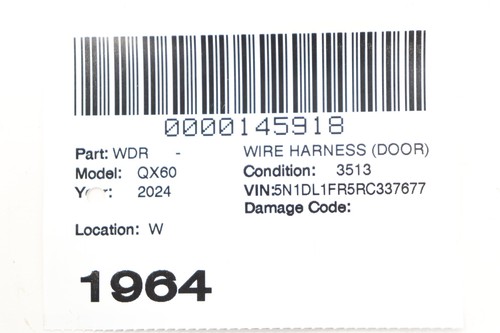 0000145918
Part: WDR - WIRE HARNESS (DOOR)
Model: QX60 Condition: 3513
2024 VIN:5N1DL1FR5RC337677
Damage Code:
Location: W
1964